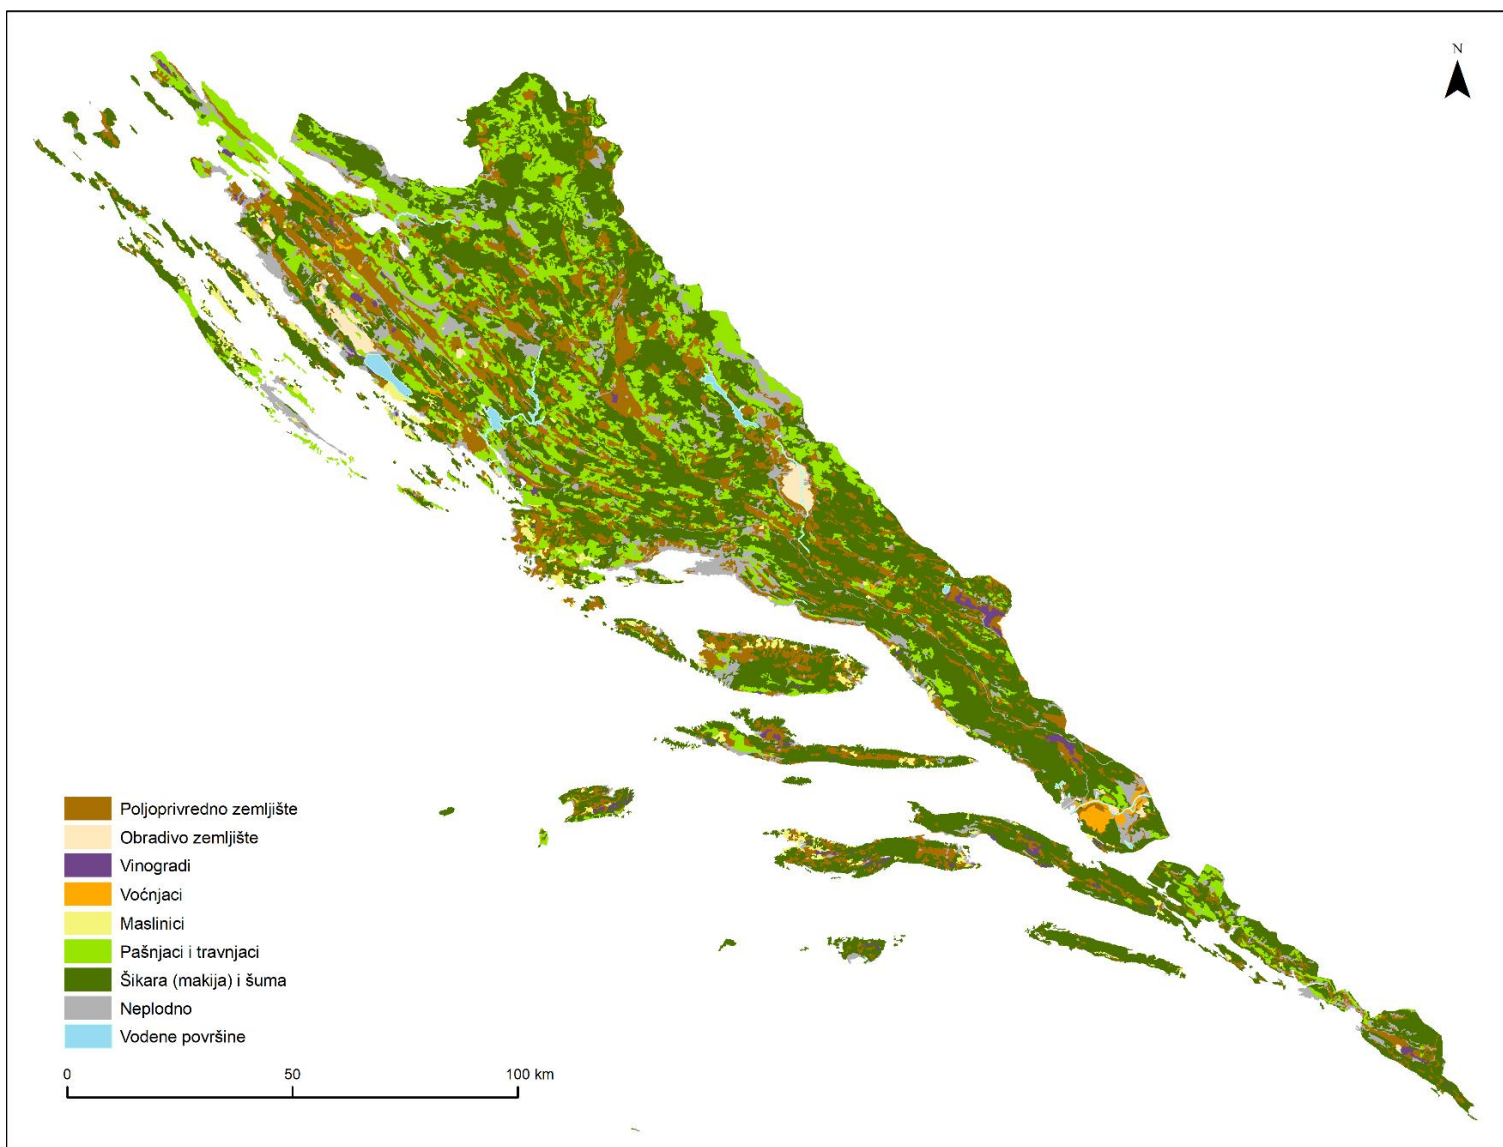 N
Poljoprivredno zemljište
Obradivo zemljište
Vinogradi
Voćnjaci
Maslinici
Pašnjaci i travnjaci
Šikara (makija) i šuma
Neplodno
Vodene površine
0 50 100 km